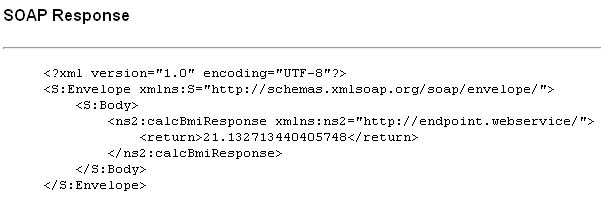 SOAP Response
<?xml version="1.0" encoding="UTF-8"?>
<S:Envelope xmlns:S="http://schemas.xmlsoap.org/soap/envelope/">
<S:Body>
<ns2:calcBmiResponse xmlns:ns2="http://endpoint.webservice/">
<return>21.132713440405748</return>
</ns2:calcBmiResponse>
</S:Body>
</S:Envelope>